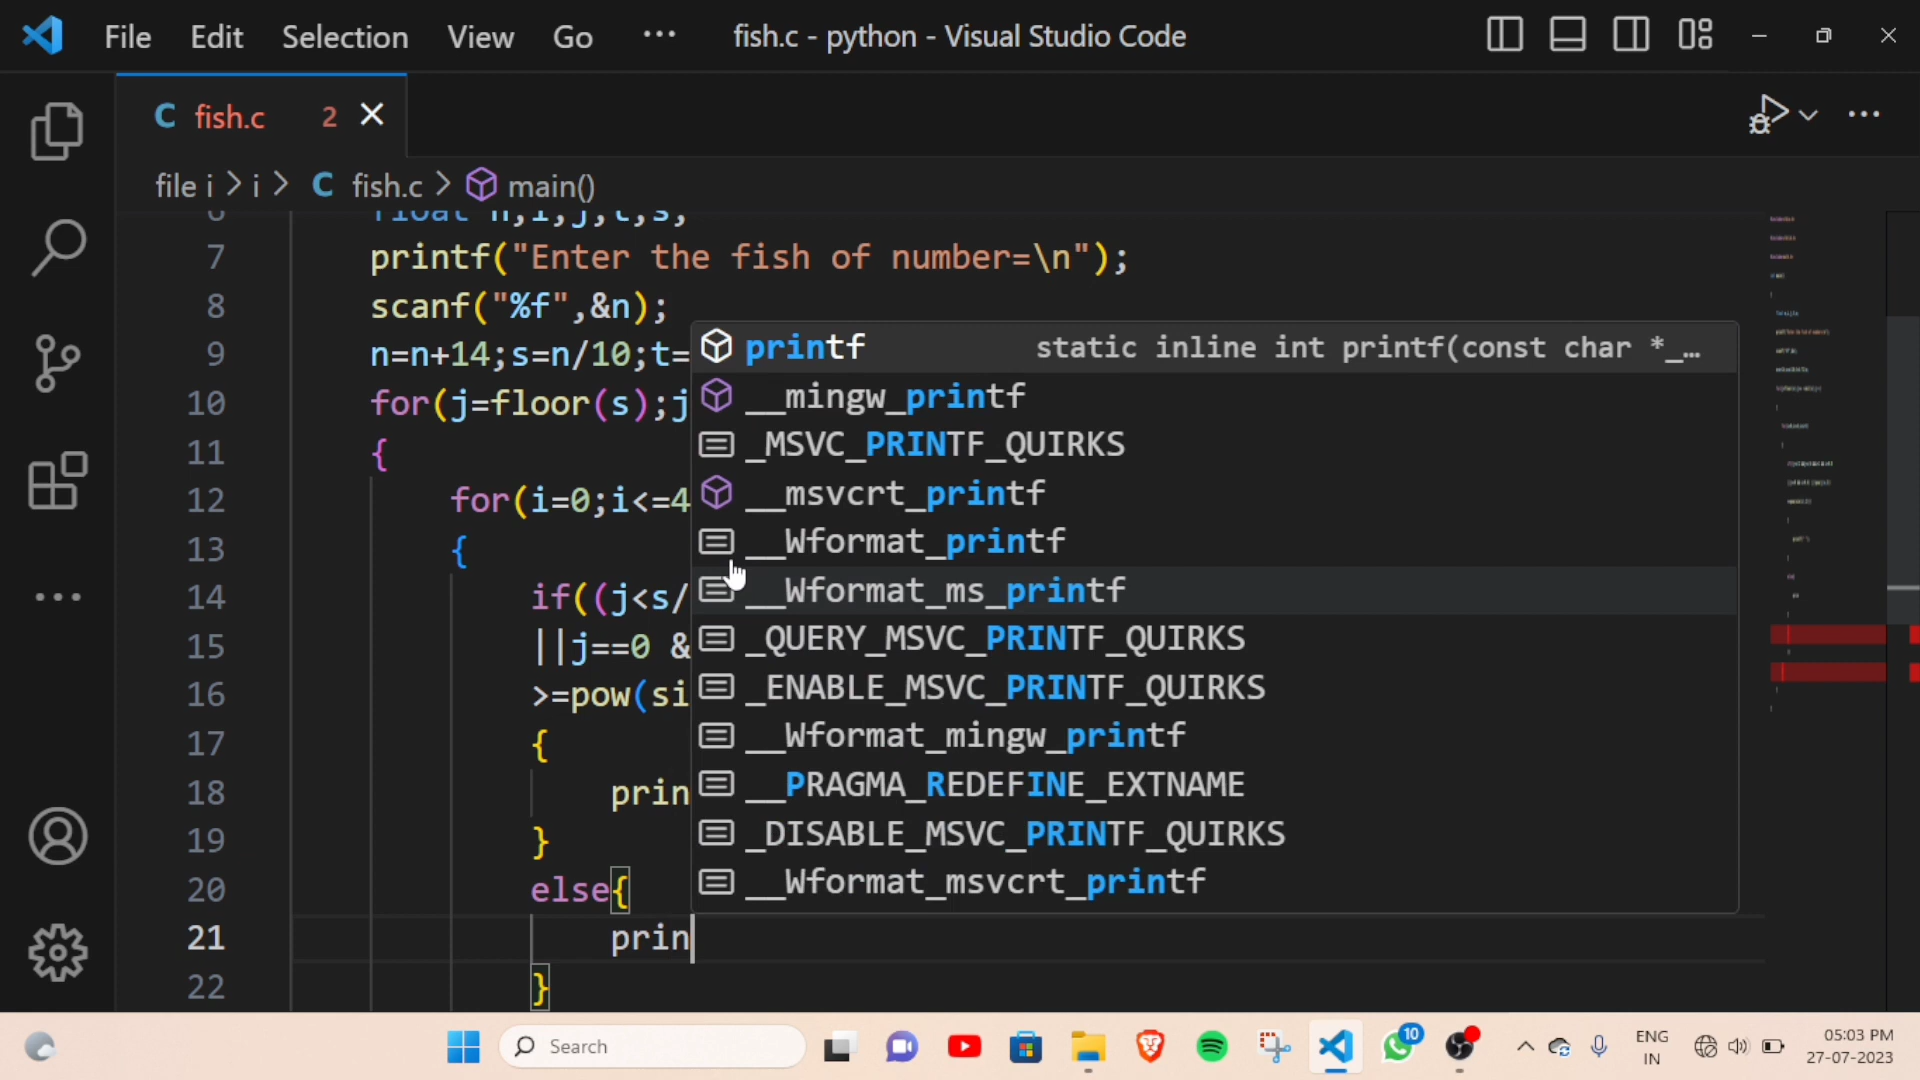 File Edit Selection View Go ··· fish.c - python - Visual Studio Code
C fish.c 2
file i > i > C fish.c > main()
6 float n,i,j,t,s;
7 printf("Enter the fish of number=\n");
8 scanf("%f",&n);
9 n=n+14;s=n/10;t=
10 for(j=floor(s);j
11 {
12 for(i=0;i<=4
13 {
14 if((j<s/
15 ||j==0 &
16 >=pow(si
17 {
18 prin
19 }
20 else{
21 prin
22 }
printf static inline int printf(const char *_…
__mingw_printf
_MSVC_PRINTF_QUIRKS
__msvcrt_printf
__Wformat_printf
__Wformat_ms_printf
_QUERY_MSVC_PRINTF_QUIRKS
_ENABLE_MSVC_PRINTF_QUIRKS
__Wformat_mingw_printf
__PRAGMA_REDEFINE_EXTNAME
_DISABLE_MSVC_PRINTF_QUIRKS
__Wformat_msvcrt_printf
Search
10
ENG
IN
05:03 PM
27-07-2023